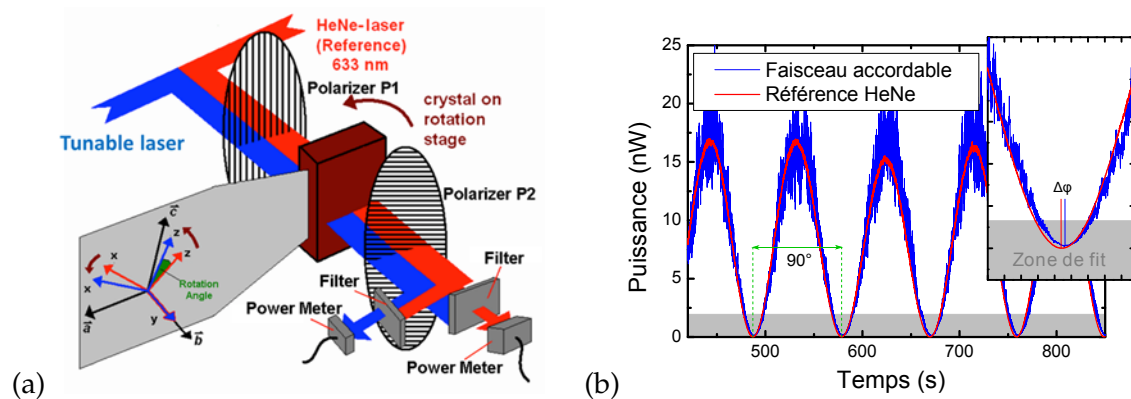 HeNe-laser
(Reference)
633 nm
Polarizer P1
crystal on
rotation
stage
Tunable laser
Polarizer P2
c
z
z
x
x
Rotation
Angle
y
a
b
Filter
Filter
Power Meter
Power Meter
(a)
Puissance (nW)
25
20
15
10
5
0
Faisceau accordable
Référence HeNe
90°
Δφ
Zone de fit
500
600
700
800
Temps (s)
(b)